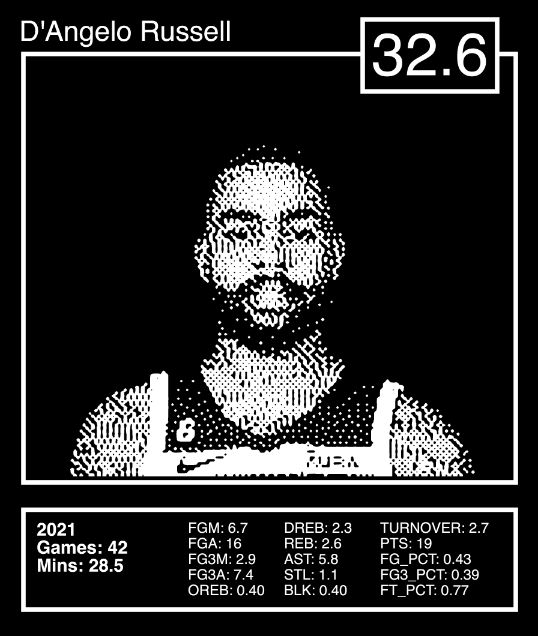 D'Angelo Russell
32.6
2021
Games: 42
Mins: 28.5
FGM: 6.7
FGA: 16
FG3M: 2.9
FG3A: 7.4
OREB: 0.40
DREB: 2.3
REB: 2.6
AST: 5.8
STL: 1.1
BLK: 0.40
TURNOVER: 2.7
PTS: 19
FG_PCT: 0.43
FG3_PCT: 0.39
FT_PCT: 0.77